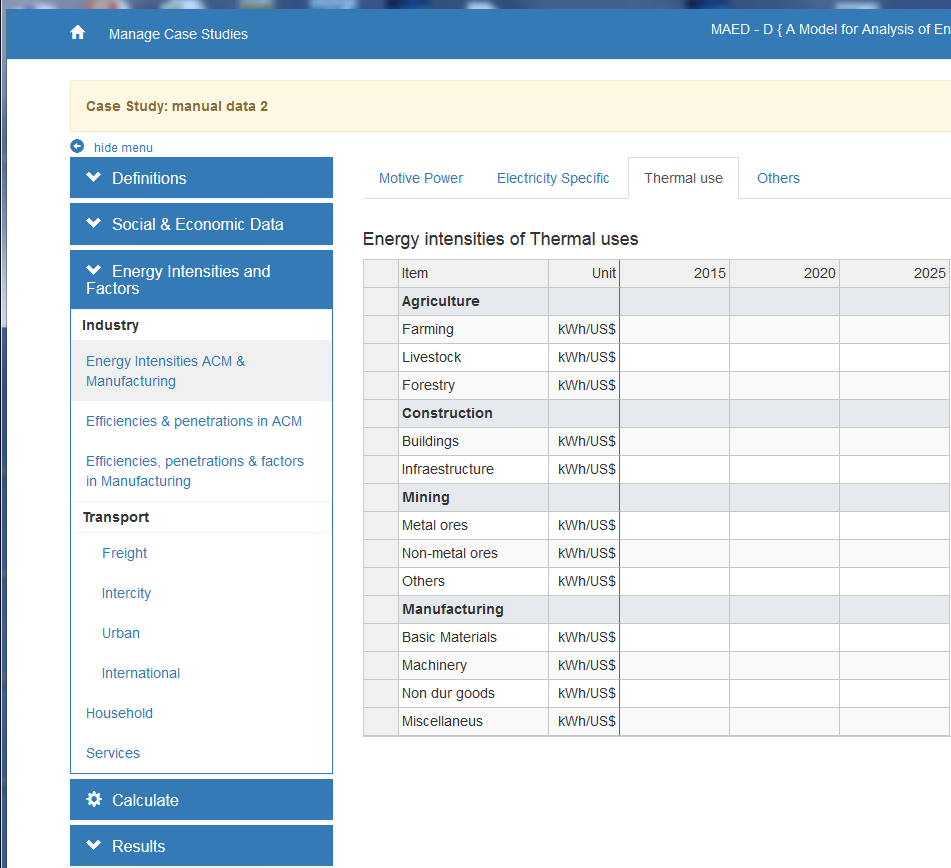 Manage Case Studies
MAED - D { A Model for Analysis of En
Case Study: manual data 2
hide menu
Definitions
Social & Economic Data
Energy Intensities and
Factors
Industry
Energy Intensities ACM &
Manufacturing
Efficiencies & penetrations in ACM
Efficiencies, penetrations & factors
in Manufacturing
Transport
Freight
Intercity
Urban
International
Household
Services
Calculate
Results
Motive Power Electricity Specific Thermal use Others
Energy intensities of Thermal uses
Item Unit 2015 2020 2025
Agriculture
Farming kWh/US$
Livestock kWh/US$
Forestry kWh/US$
Construction
Buildings kWh/US$
Infraestructure kWh/US$
Mining
Metal ores kWh/US$
Non-metal ores kWh/US$
Others kWh/US$
Manufacturing
Basic Materials kWh/US$
Machinery kWh/US$
Non dur goods kWh/US$
Miscellaneus kWh/US$